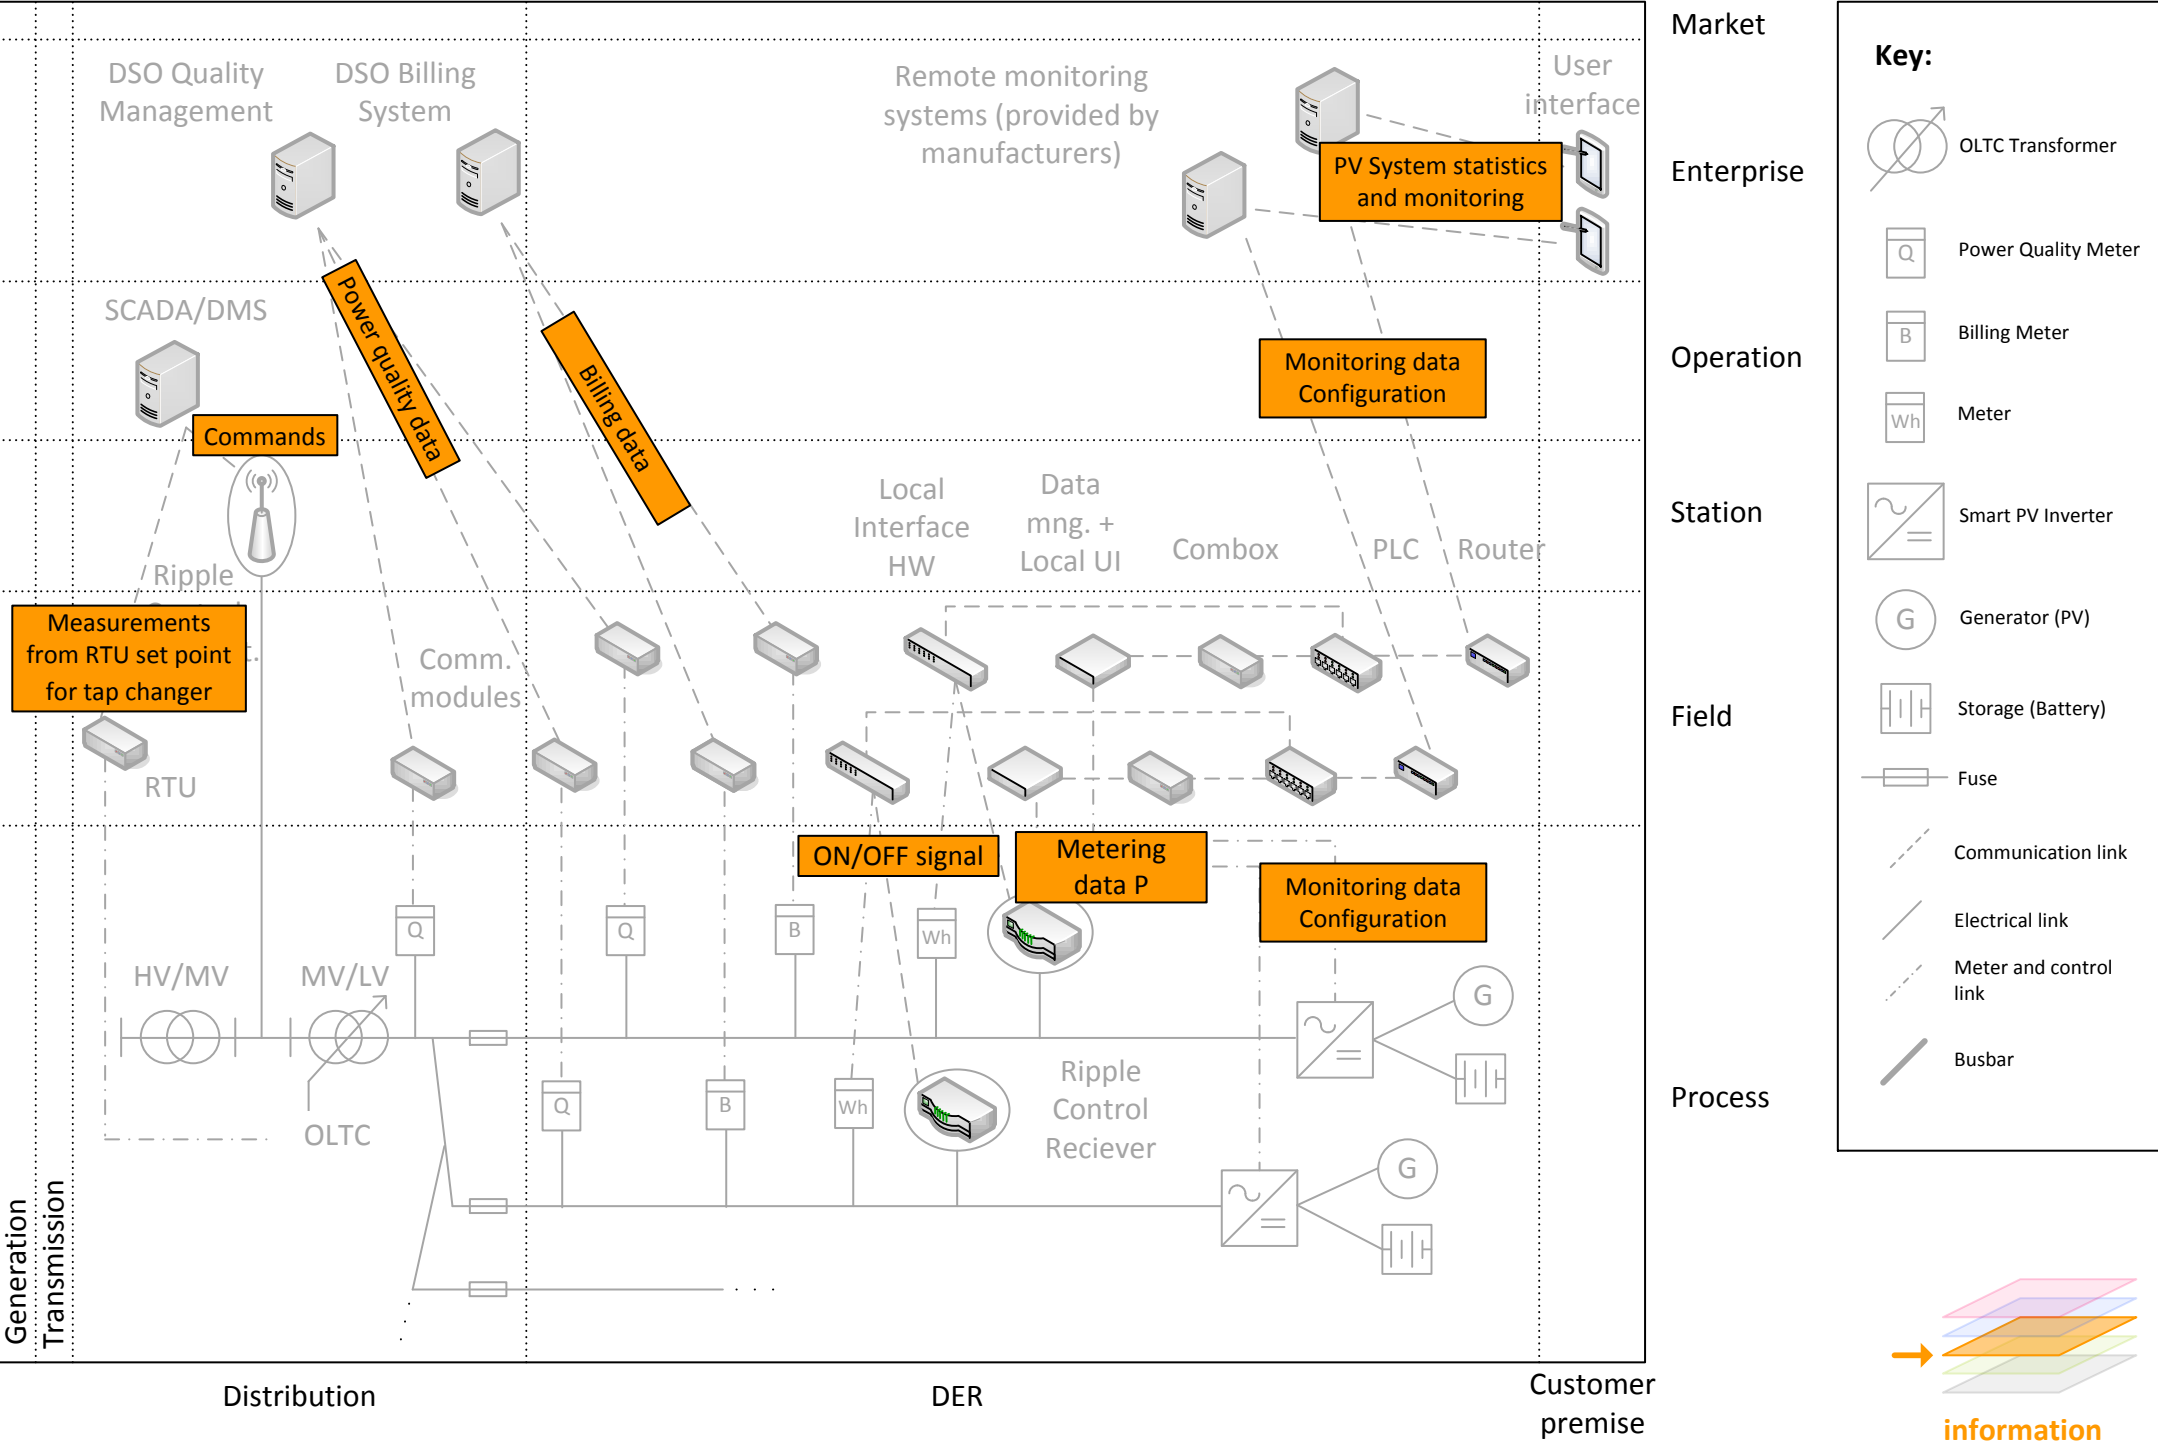 Market
Enterprise
Operation
Station
Field
Process
DSO Quality
Management
DSO Billing
System
Remote monitoring
systems (provided by
manufacturers)
User
interface
PV System statistics
and monitoring
SCADA/DMS
Power quality data
Billing data
Monitoring data
Configuration
Commands
Local
Interface
HW
Data
mng. +
Local UI
Combox
PLC
Router
Ripple
Measurements
from RTU set point
for tap changer
Comm.
modules
RTU
ON/OFF signal
Metering
data P
Monitoring data
Configuration
Q
Q
B
Wh
HV/MV
MV/LV
G
Q
B
Wh
Ripple
Control
Reciever
OLTC
G
Generation
Transmission
Distribution
DER
Customer
premise
Key:
OLTC Transformer
Q
Power Quality Meter
B
Billing Meter
Wh
Meter
Smart PV Inverter
G
Generator (PV)
Storage (Battery)
Fuse
Communication link
Electrical link
Meter and control
link
Busbar
information